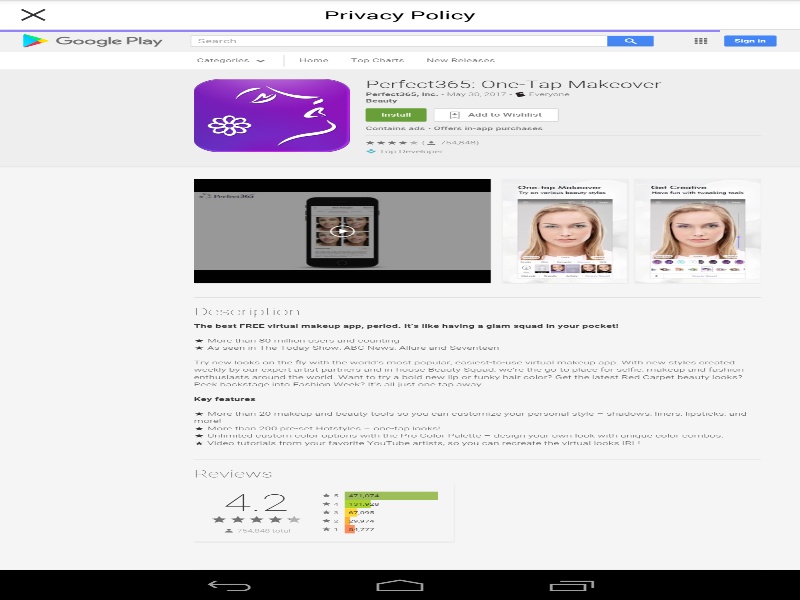 Privacy Policy
Google Play
Search
Sign in
Categories
Home
Top Charts
New Releases
Perfect365: One-Tap Makeover
Perfect365, Inc. - May 30, 2017 - Everyone
Beauty
Install
Add to Wishlist
Contains ads · Offers in-app purchases
(754,848)
Top Developer
Perfect365
One-tap Makeover
Try on various beauty styles
Get Creative
Have fun with tweaking tools
Description
The best FREE virtual makeup app, period. It's like having a glam squad in your pocket!
★ More than 80 million users and counting
★ As seen in The Today Show, ABC News, Allure and Seventeen
Try new looks on the fly with the world's most popular, easiest-to-use virtual makeup app. With new styles created
weekly by our expert artist partners and in-house Beauty Squad, we're the go-to place for selfie, makeup and fashion
enthusiasts around the world. Want to try a bold new lip or funky hair color? Get the latest Red Carpet beauty looks?
Peek backstage into Fashion Week? It's all just one tap away.
Key features
★ More than 20 makeup and beauty tools so you can customize your personal style – shadows, liners, lipsticks, and
more!
★ More than 200 pre-set Hotstyles – one-tap looks!
★ Unlimited custom color options with the Pro Color Palette – design your own look with unique color combos.
★ Video tutorials from your favorite YouTube artists, so you can recreate the virtual looks IRL!
Reviews
4.2
754,848 total
★ 5 471,074
★ 4
★ 3
★ 2 29,974
★ 1